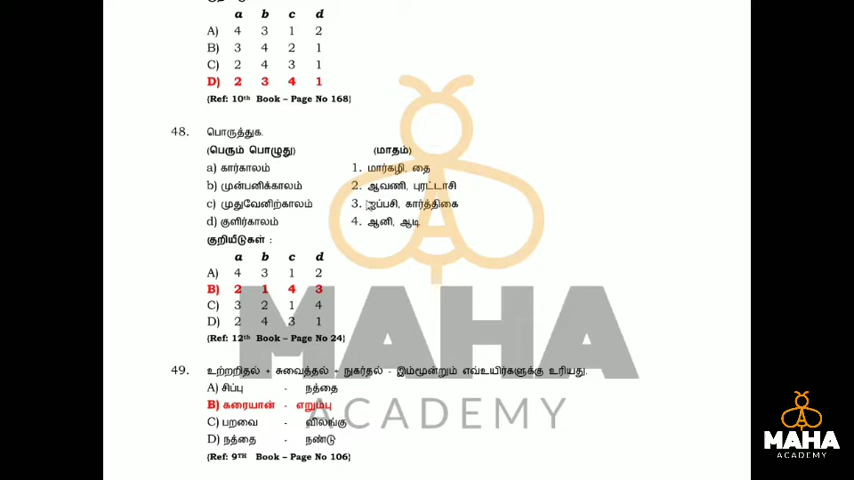 a b c d
A) 4 3 1 2
B) 3 4 2 1
C) 2 4 3 1
D) 2 3 4 1
(Ref: 10th Book – Page No 168)
48. பொருத்துக.
(பெரும் பொழுது) (மாதம்)
a) கார்காலம் 1. மார்கழி, தை
b) முன்பனிக்காலம் 2. ஆவணி, புரட்டாசி
c) முதுவேனிற்காலம் 3. ஐப்பசி, கார்த்திகை
d) குளிர்காலம் 4. ஆனி, ஆடி
குறியீடுகள் :
a b c d
A) 4 3 1 2
B) 2 1 4 3
C) 3 2 1 4
D) 2 4 3 1
(Ref: 12th Book – Page No 24)
49. உற்றறிதல் + சுவைத்தல் + நுகர்தல் - இம்மூன்றும் எவ்உயிர்களுக்கு உரியது.
A) சிப்பு - நத்தை
B) கரையான் - எறும்பு
C) பறவை - விலங்கு
D) நத்தை - நண்டு
(Ref: 9TH Book – Page No 106)
MAHA
ACADEMY
MAHA
ACADEMY